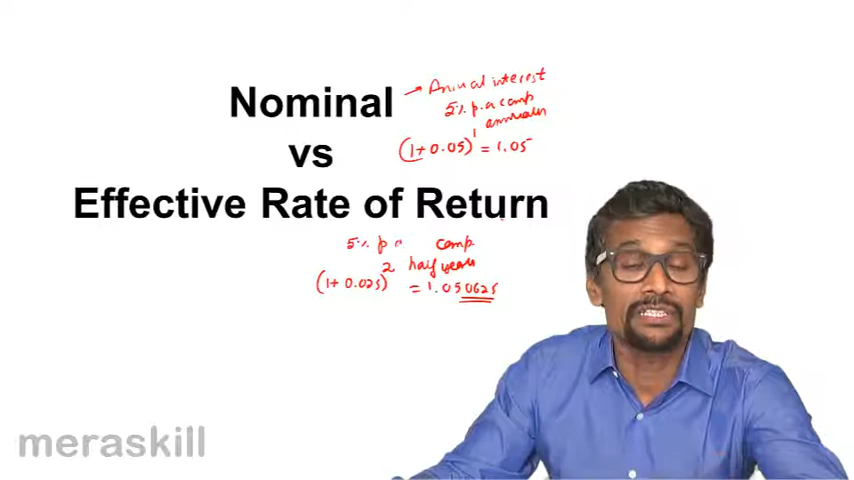 Nominal
vs
Effective Rate of Return
→ Annual interest
5% p.a comp
annually
(1+0.05)¹ = 1.05
5% p a comp
half yearly
(1+0.025)² = 1.050625
meraskill